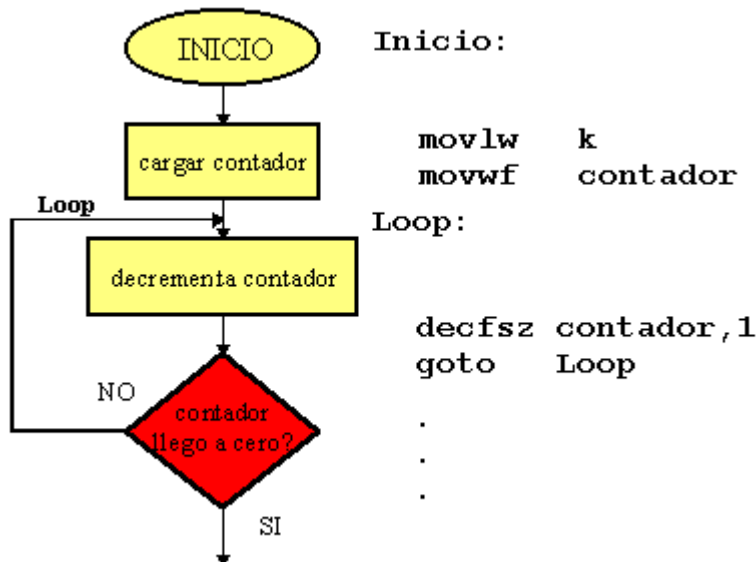 INICIO
Inicio:
cargar contador
movlw k
movwf contador
Loop
Loop:
decrementa contador
decfsz contador,1
goto Loop
NO
contador
llego a cero?
.
.
.
SI